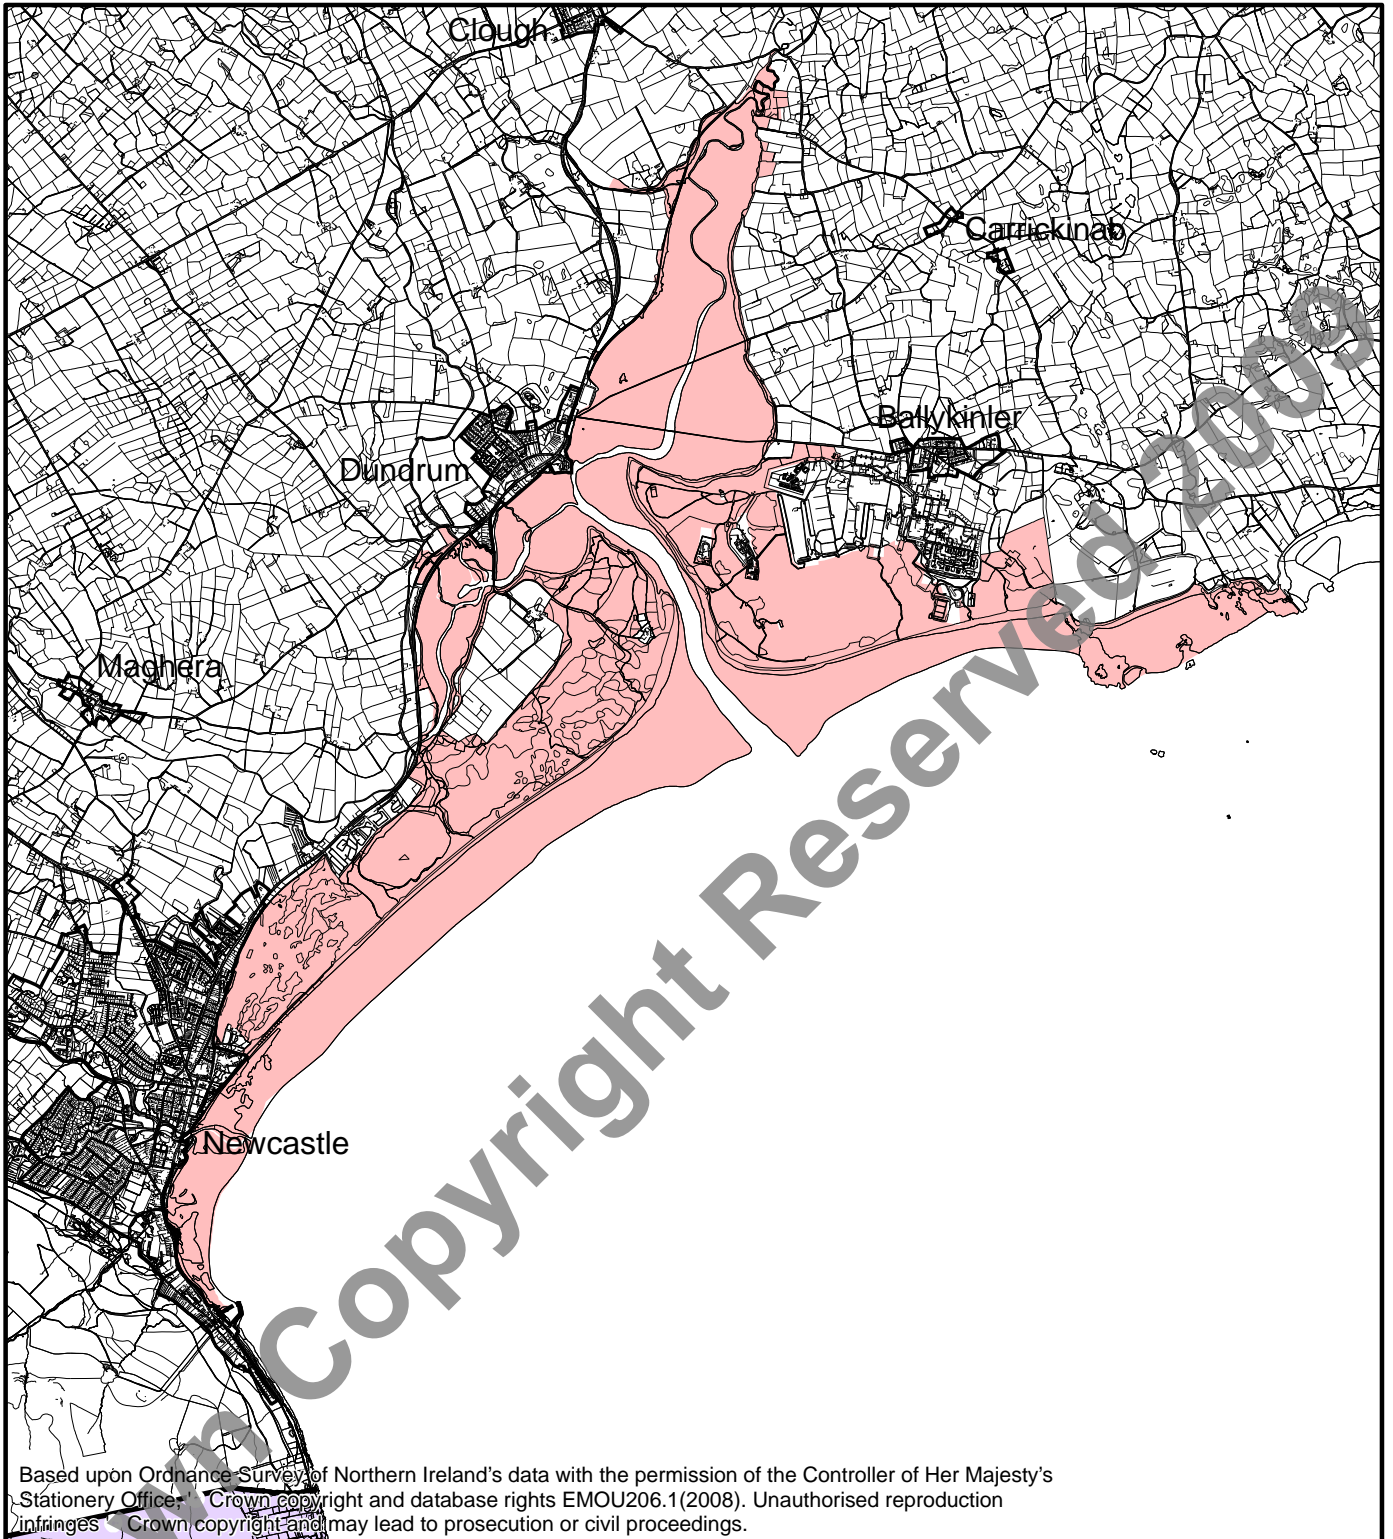 Clough
Carrickinab
Ballykinler
Dundrum
Maghera
Newcastle
wn Copyright Reserved 2009
Based upon Ordnance Survey of Northern Ireland's data with the permission of the Controller of Her Majesty's
Stationery Office, Crown copyright and database rights EMOU206.1(2008). Unauthorised reproduction
infringes Crown copyright and may lead to prosecution or civil proceedings.